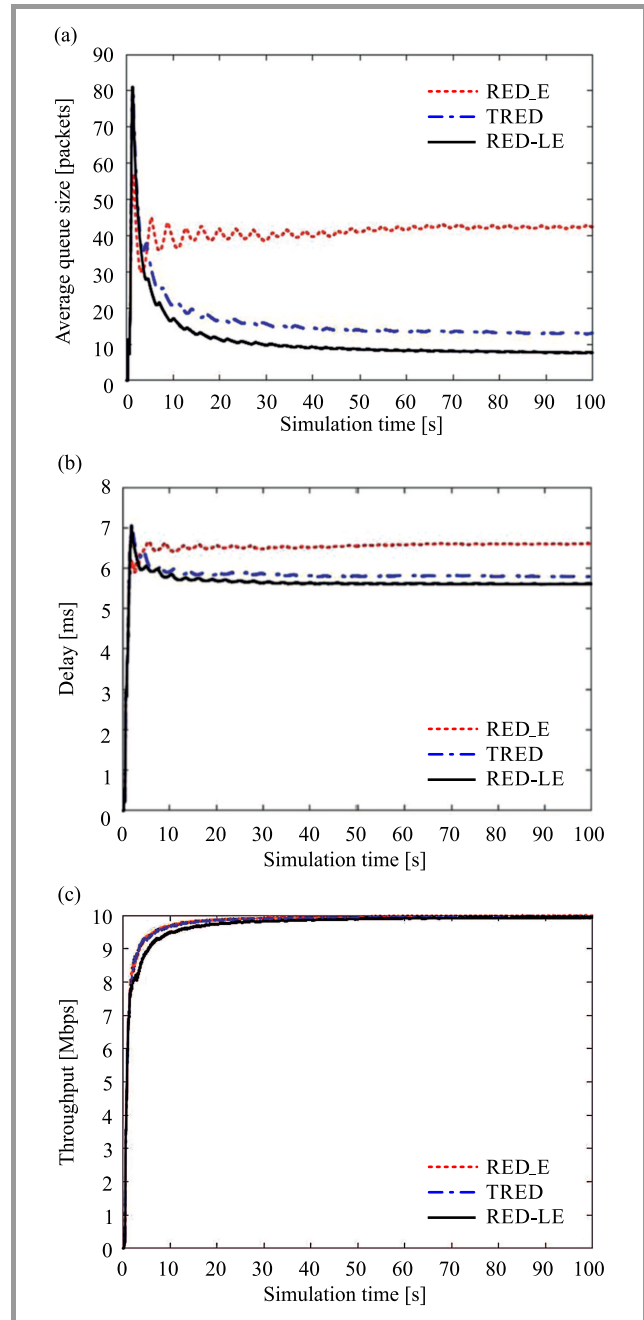 (a)
90
80
70
60
50
40
30
20
10
0
Average queue size [packets]
RED_E
TRED
RED-LE
0 10 20 30 40 50 60 70 80 90 100
Simulation time [s]
(b)
8
7
6
5
4
3
2
1
0
Delay [ms]
RED_E
TRED
RED-LE
0 10 20 30 40 50 60 70 80 90 100
Simulation time [s]
(c)
10
9
8
7
6
5
4
3
2
1
0
Throughput [Mbps]
RED_E
TRED
RED-LE
0 10 20 30 40 50 60 70 80 90 100
Simulation time [s]